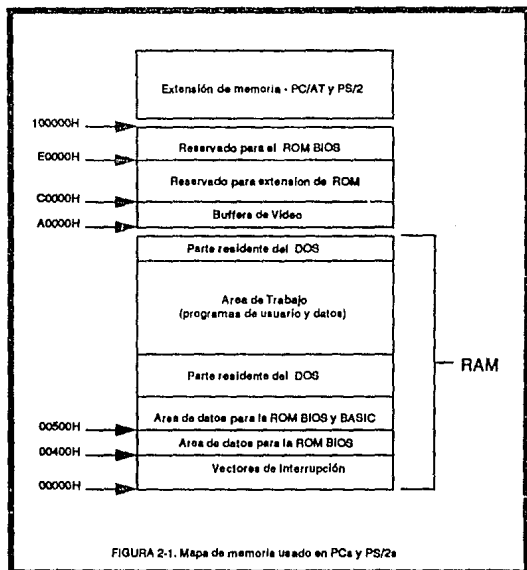 Extensión de memoria - PC/AT y PS/2
100000H
Reservado para el ROM BIOS
E0000H
Reservado para extension de ROM
C0000H
Buffers de Video
A0000H
Parte residente del DOS
Area de Trabajo
(programas de usuario y datos)
RAM
Parte residente del DOS
Area de datos para la ROM BIOS y BASIC
00500H
Area de datos para la ROM BIOS
00400H
Vectores de Interrupción
00000H
FIGURA 2-1. Mapa de memoria usado en PCs y PS/2s